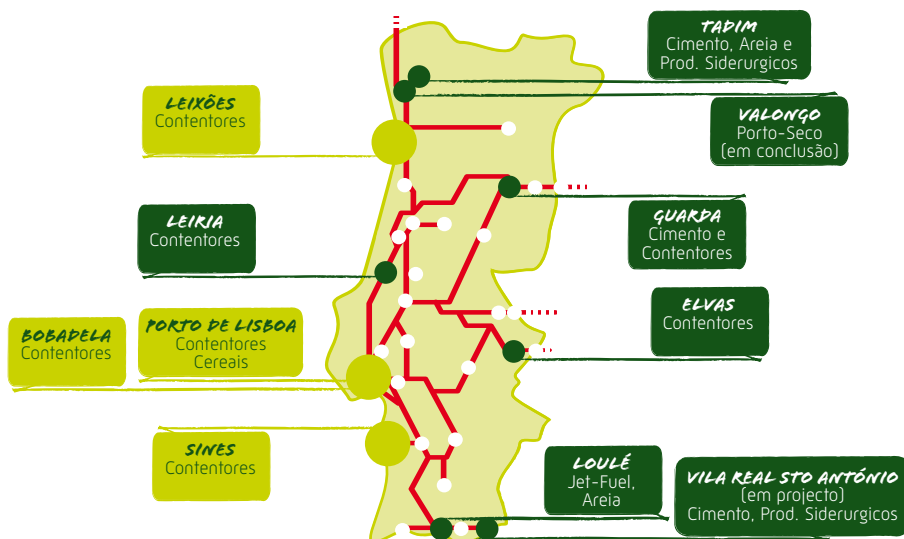 TADIM
Cimento, Areia e
Prod. Siderurgicos
LEIXÕES
Contentores
VALONGO
Porto-Seco
(em conclusão)
LEIRIA
Contentores
GUARDA
Cimento e
Contentores
BOBADELA
Contentores
PORTO DE LISBOA
Contentores
Cereais
ELVAS
Contentores
SINES
Contentores
LOULÉ
Jet-Fuel,
Areia
VILA REAL STO ANTÓNIO
(em projecto)
Cimento, Prod. Siderurgicos